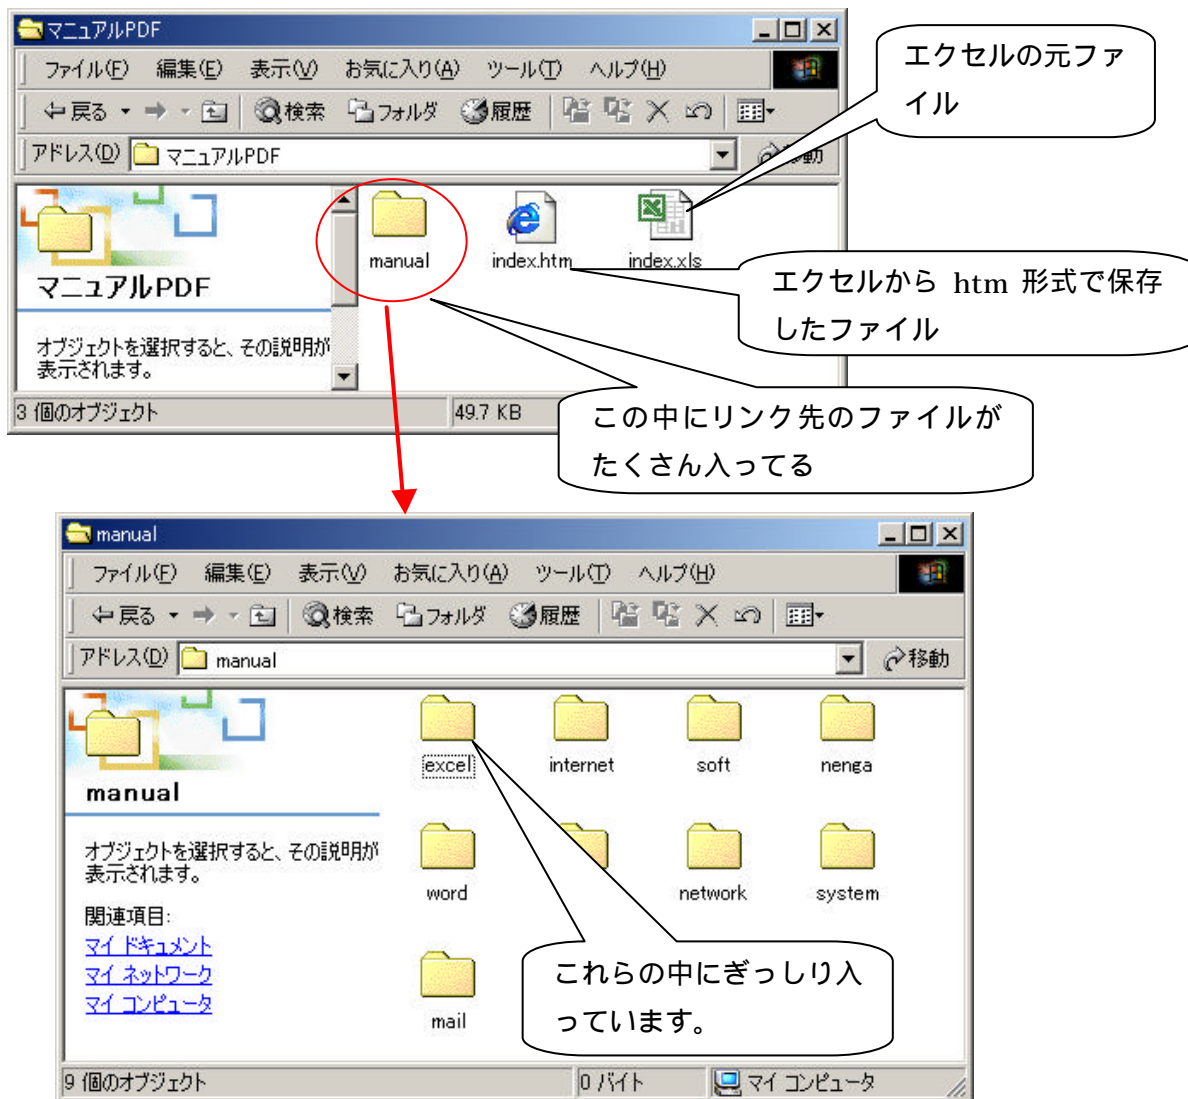 マニュアルPDF
ファイル(F) 編集(E) 表示(V) お気に入り(A) ツール(T) ヘルプ(H)
戻る 検索 フォルダ 履歴
アドレス(D) マニュアルPDF
エクセルの元ファ
イル
manual index.htm index.xls
マニュアルPDF
オブジェクトを選択すると、その説明が
表示されます。
エクセルから htm 形式で保存
したファイル
3 個のオブジェクト 49.7 KB
この中にリンク先のファイルが
たくさん入ってる
manual
ファイル(F) 編集(E) 表示(V) お気に入り(A) ツール(T) ヘルプ(H)
戻る 検索 フォルダ 履歴
アドレス(D) manual 移動
excel internet soft nenga
manual
オブジェクトを選択すると、その説明が
表示されます。
word network system
関連項目:
マイ ドキュメント
マイ ネットワーク
マイ コンピュータ
mail
これらの中にぎっしり入
っています。
9 個のオブジェクト 0 バイト マイ コンピュータ